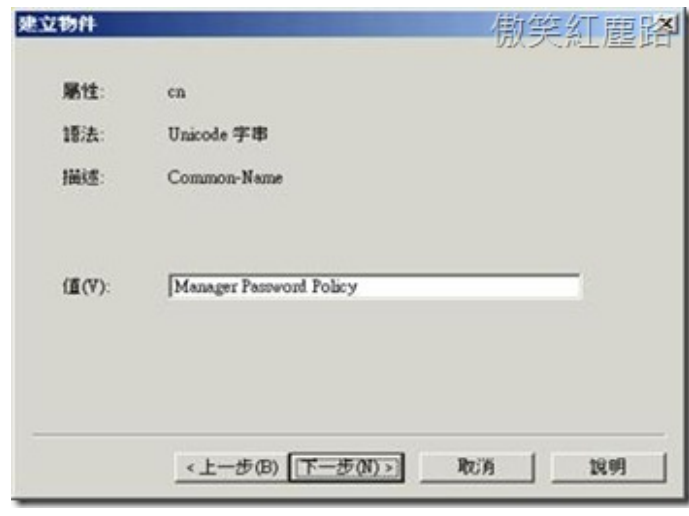 建立物件
傲笑紅塵路
屬性: cn
語法: Unicode 字串
描述: Common-Name
值(V): Manager Password Policy
<上一步(B) 下一步(N)> 取消 說明